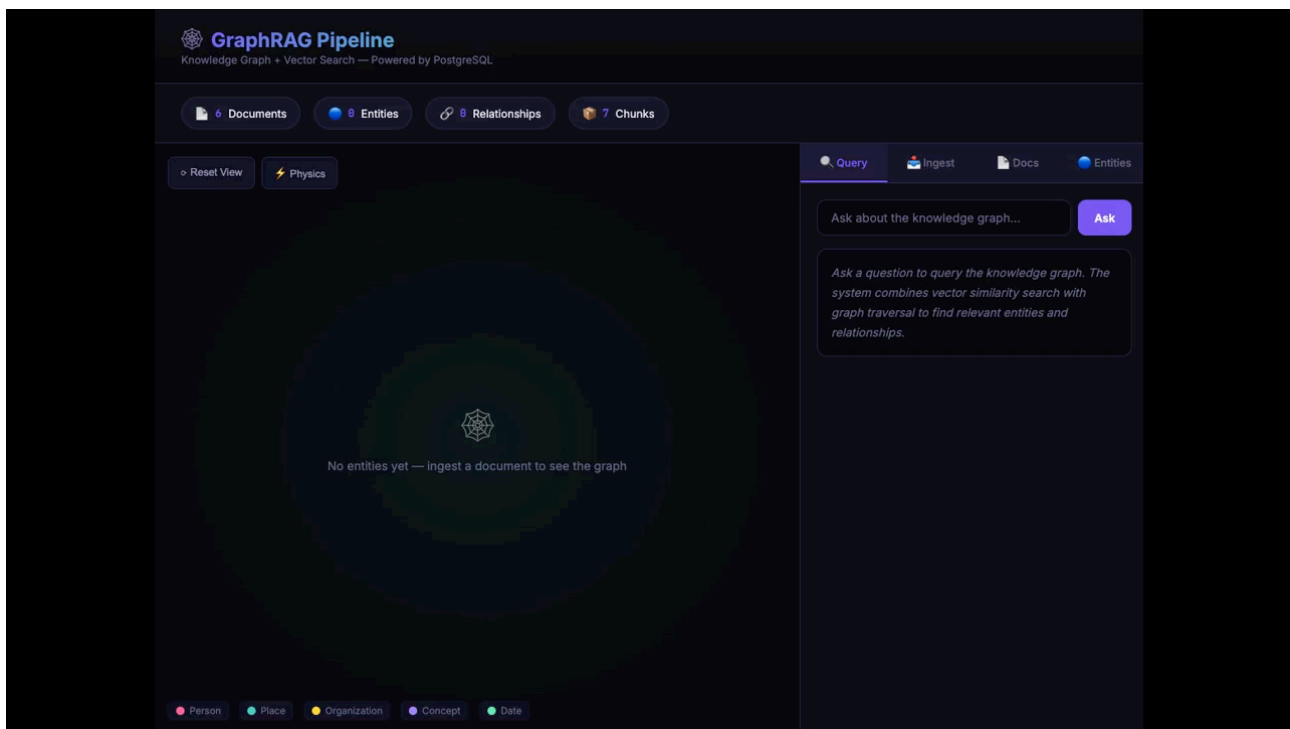 GraphRAG Pipeline
Knowledge Graph + Vector Search — Powered by PostgreSQL
6 Documents
0 Entities
0 Relationships
7 Chunks
Reset View
Physics
Query
Ingest
Docs
Entities
Ask about the knowledge graph...
Ask
Ask a question to query the knowledge graph. The
system combines vector similarity search with
graph traversal to find relevant entities and
relationships.
No entities yet — ingest a document to see the graph
Person
Place
Organization
Concept
Date